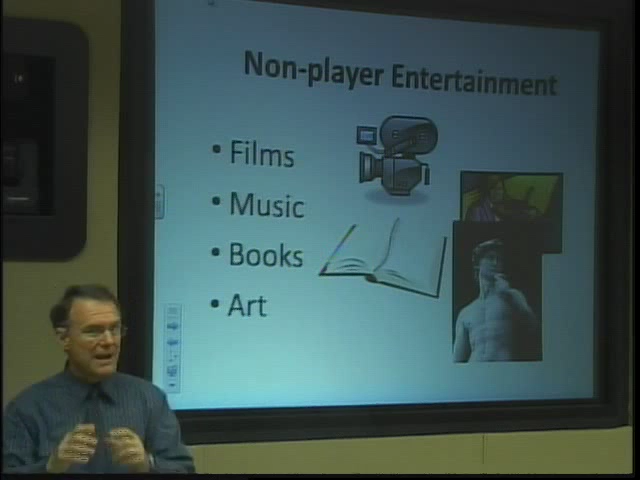 Non-player Entertainment
• Films
• Music
• Books
• Art